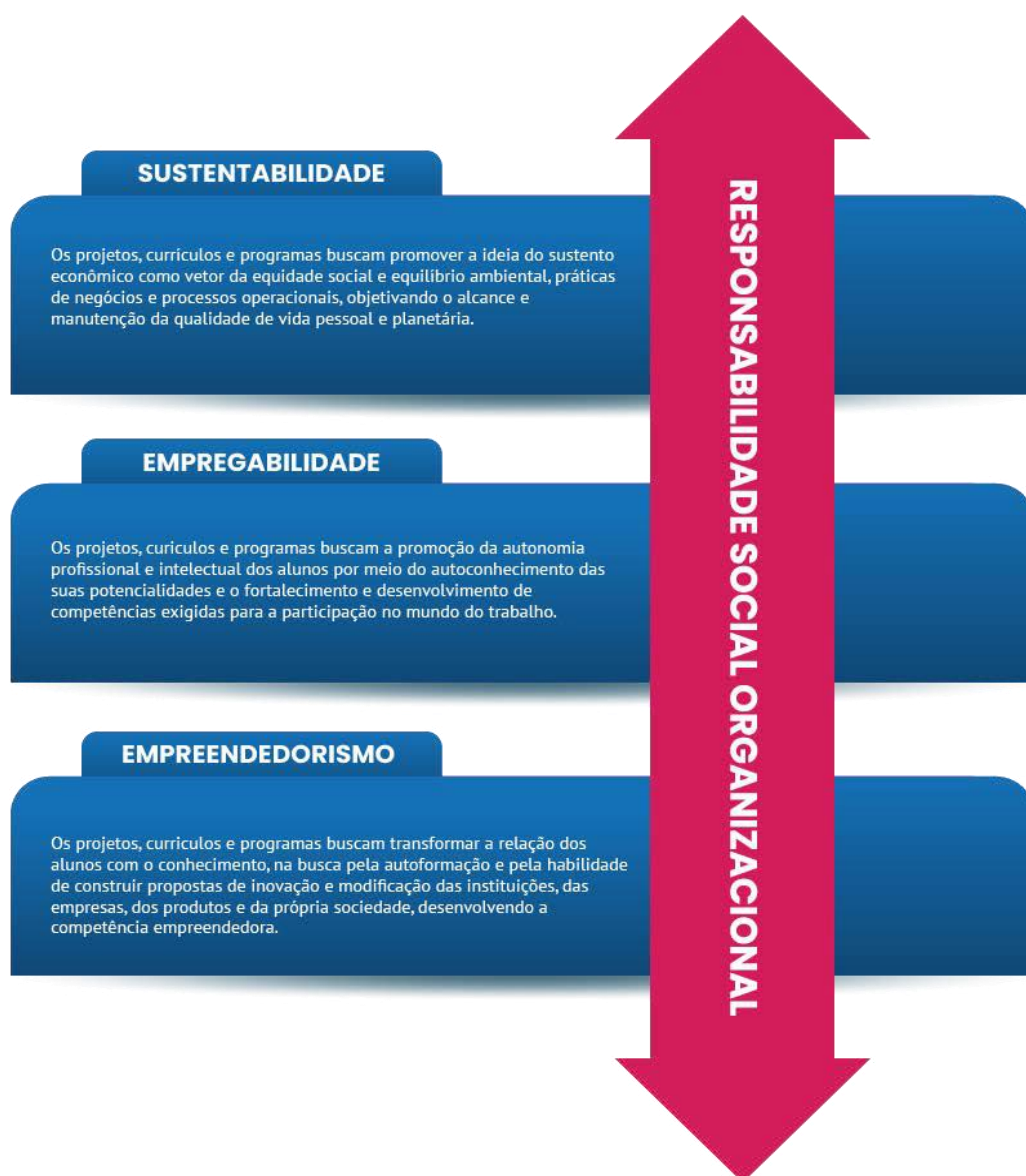 SUSTENTABILIDADE
Os projetos, currículos e programas buscam promover a ideia do sustento
econômico como vetor da equidade social e equilíbrio ambiental, práticas
de negócios e processos operacionais, objetivando o alcance e
manutenção da qualidade de vida pessoal e planetária.
EMPREGABILIDADE
Os projetos, curiculos e programas buscam a promoção da autonomia
profissional e intelectual dos alunos por meio do autoconhecimento das
suas potencialidades e o fortalecimento e desenvolvimento de
competências exigidas para a participação no mundo do trabalho.
EMPREENDEDORISMO
Os projetos, curriculos e programas buscam transformar a relação dos
alunos com o conhecimento, na busca pela autoformação e pela habilidade
de construir propostas de inovação e modificação das instituições, das
empresas, dos produtos e da própria sociedade, desenvolvendo a
competência empreendedora.
RESPONSABILIDADE SOCIAL ORGANIZACIONAL